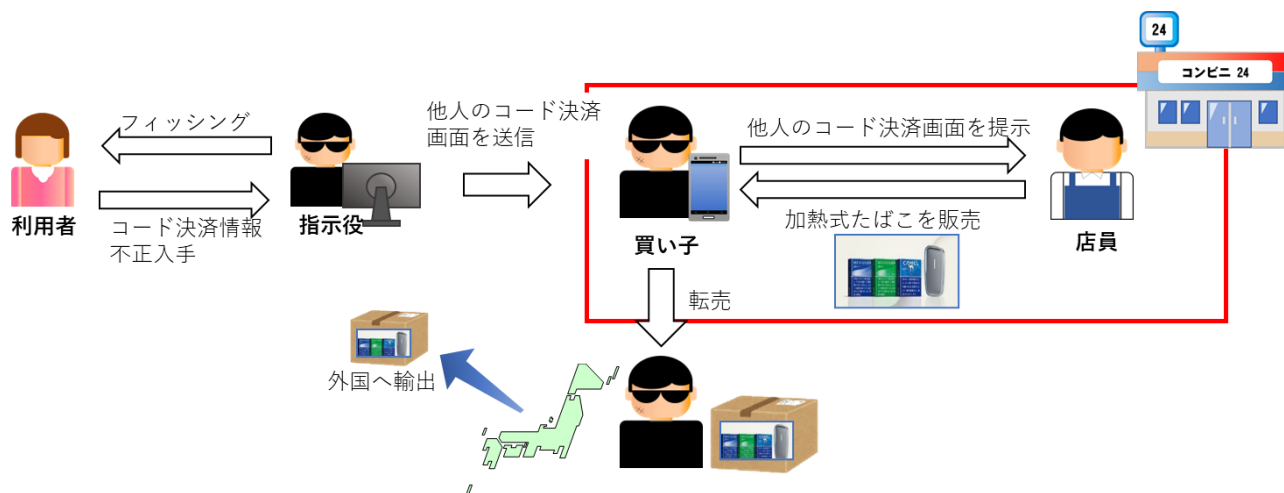 24
コンビニ 24
フィッシング
利用者
コード決済情報
不正入手
指示役
他人のコード決済
画面を送信
買い子
他人のコード決済画面を提示
加熱式たばこを販売
店員
転売
外国へ輸出